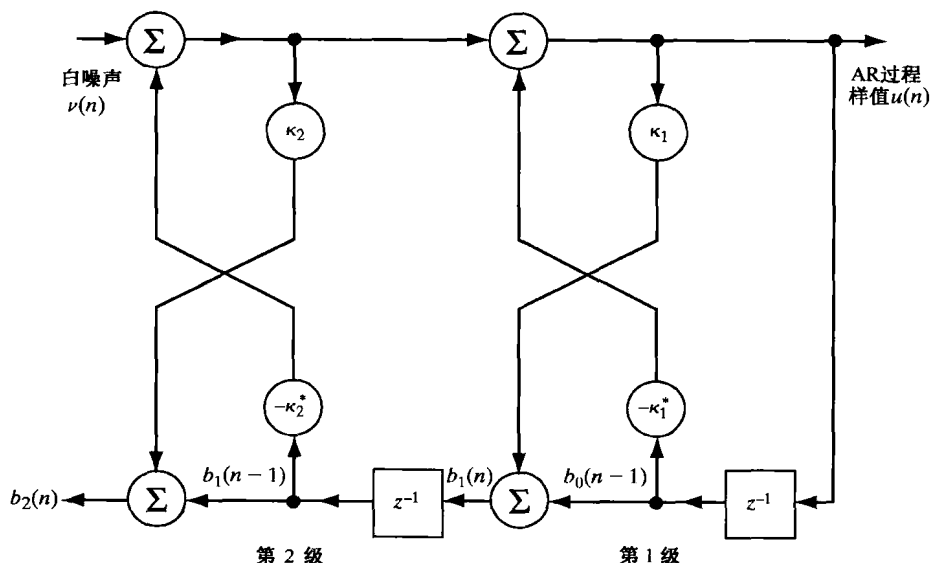 Σ
Σ
白噪声
ν(n)
AR过程
样值u(n)
κ₂
κ₁
−κ₂*
−κ₁*
b₂(n)
Σ
b₁(n − 1)
z⁻¹
b₁(n)
Σ
b₀(n − 1)
z⁻¹
第 2 级
第 1 级